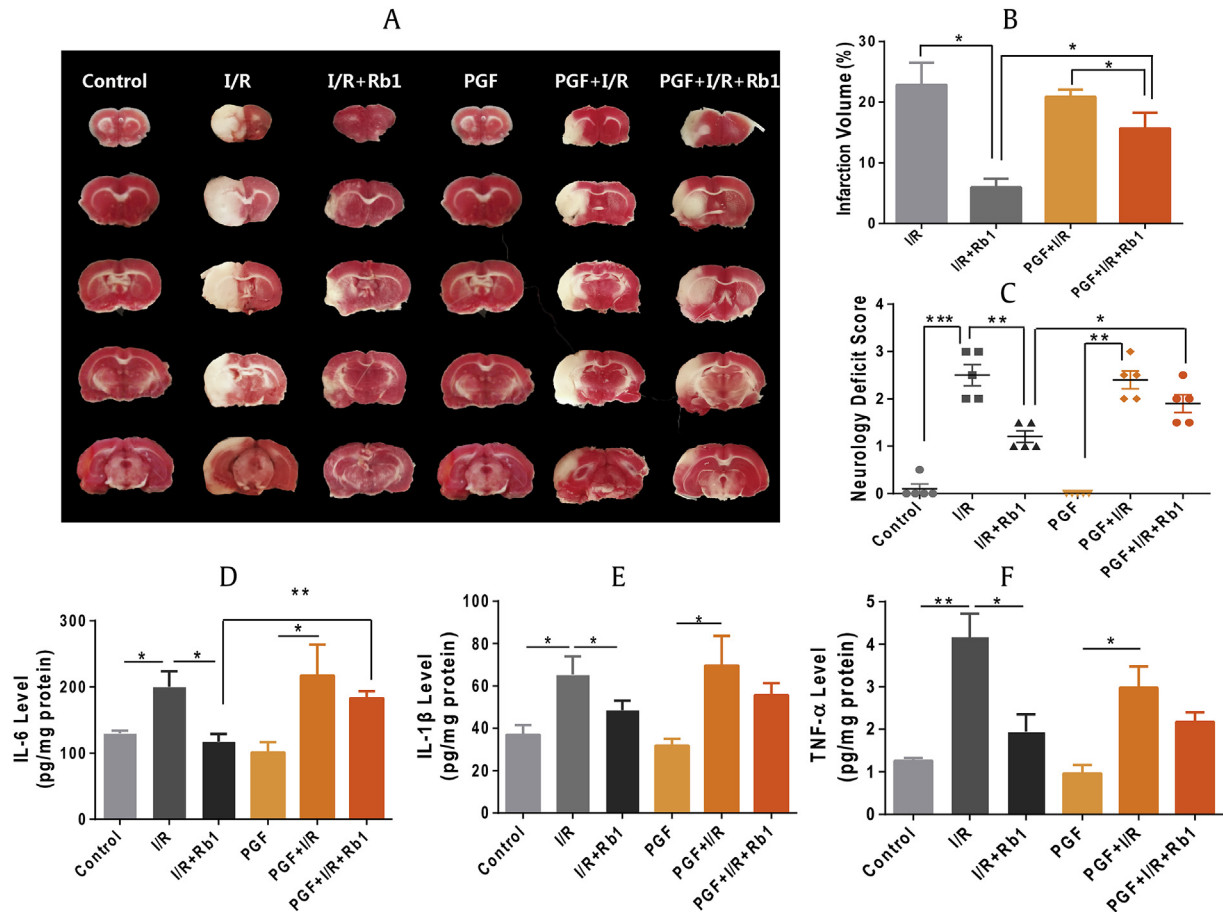 A
Control I/R I/R+Rb1 PGF PGF+I/R PGF+I/R+Rb1
B
Infarction Volume (%)
30
20
10
0
*
*
*
I/R I/R+Rb1 PGF+I/R PGF+I/R+Rb1
C
Neurology Deficit Score
4
3
2
1
0
*** ** *
**
Control I/R I/R+Rb1 PGF PGF+I/R PGF+I/R+Rb1
D
IL-6 Level
(pg/mg protein)
300
200
100
0
**
* * *
Control I/R I/R+Rb1 PGF PGF+I/R PGF+I/R+Rb1
E
IL-1β Level
(pg/mg protein)
100
80
60
40
20
0
* * *
Control I/R I/R+Rb1 PGF PGF+I/R PGF+I/R+Rb1
F
TNF-α Level
(pg/mg protein)
5
4
3
2
1
0
** * *
Control I/R I/R+Rb1 PGF PGF+I/R PGF+I/R+Rb1